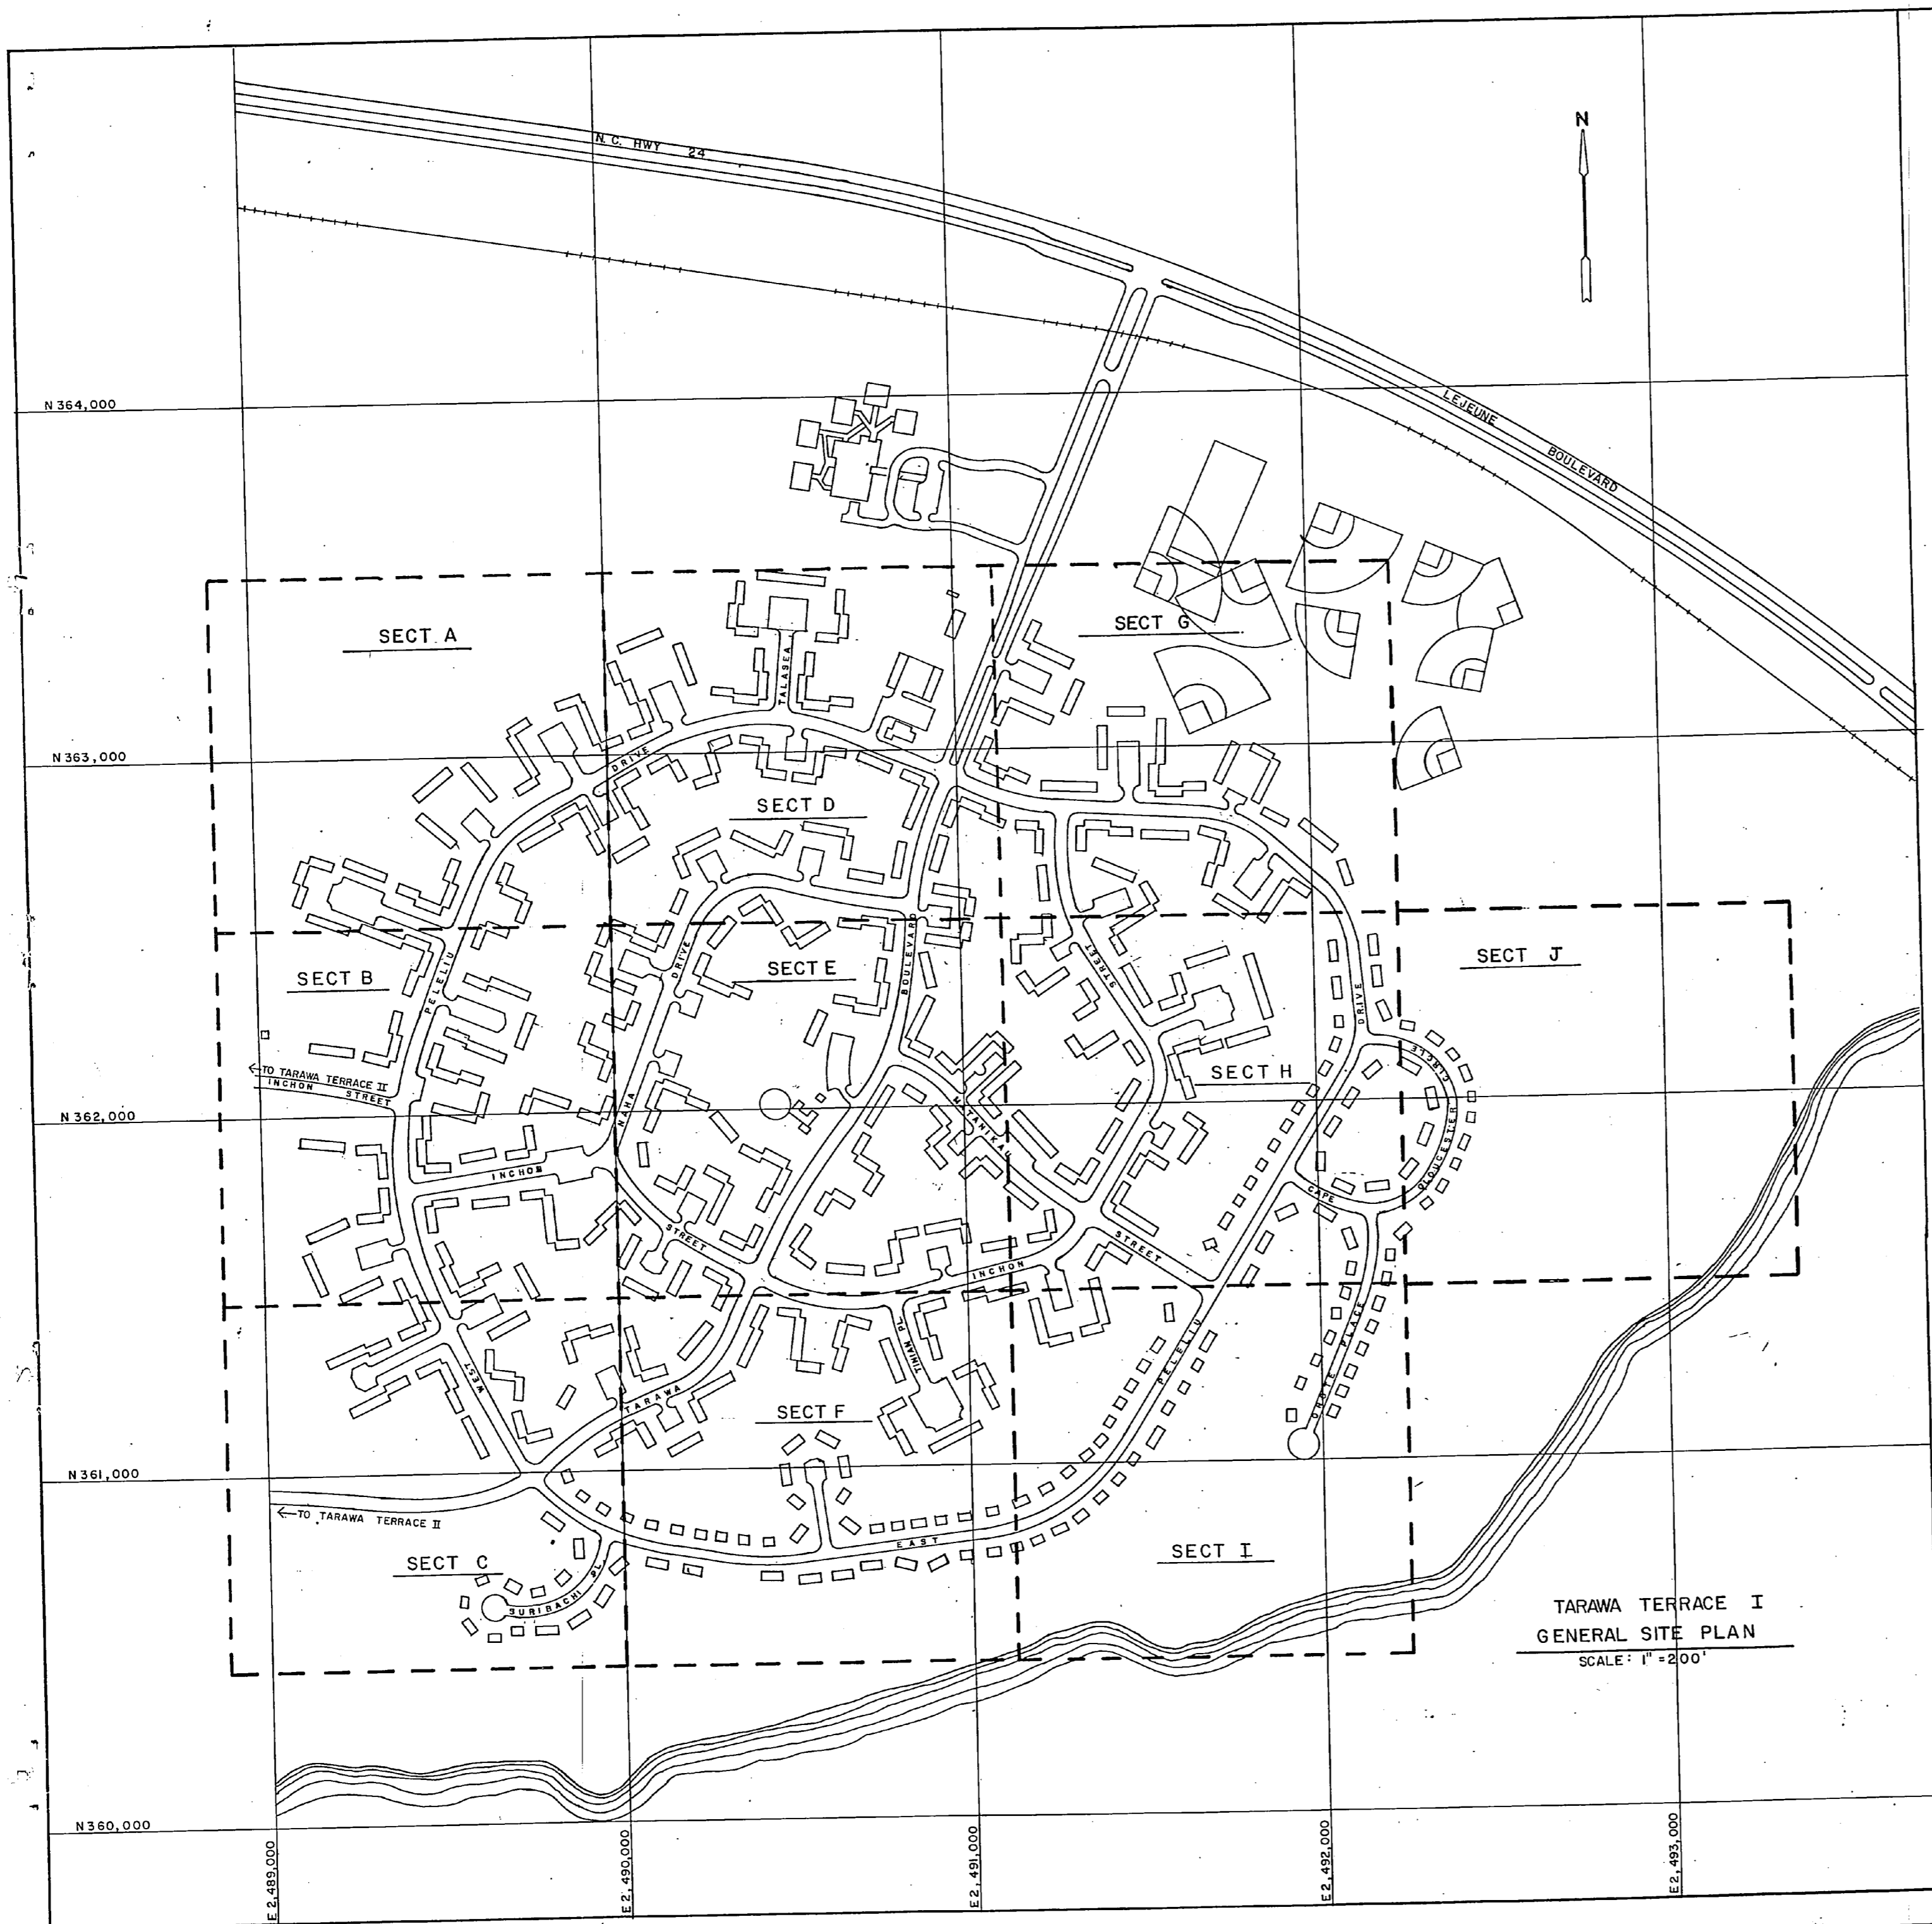 N
N.C. HWY 24
N 364,000
LEJEUNE
BOULEVARD
SECT A
SECT G
TALASEA
N 363,000
DRIVE
SECT D
SECT B
PELELIU
DRIVE
SECT E
BOULEVARD
STREET
SECT J
DRIVE
CIRCLE
←TO TARAWA TERRACE II
INCHON
STREET
SECT H
N 362,000
NAHA
MATANIKAU
GLOUCESTER
INCHON
CAPE
STREET
STREET
INCHON
WEST
TINIAN PL.
PELELIU
PLACE
TARAWA
SECT F
N 361,000
←TO TARAWA TERRACE II
EAST
SECT C
SURIBACHI PL.
SECT I
TARAWA TERRACE I
GENERAL SITE PLAN
SCALE: 1" = 200'
N 360,000
E 2,489,000
E 2,490,000
E 2,491,000
E 2,492,000
E 2,493,000